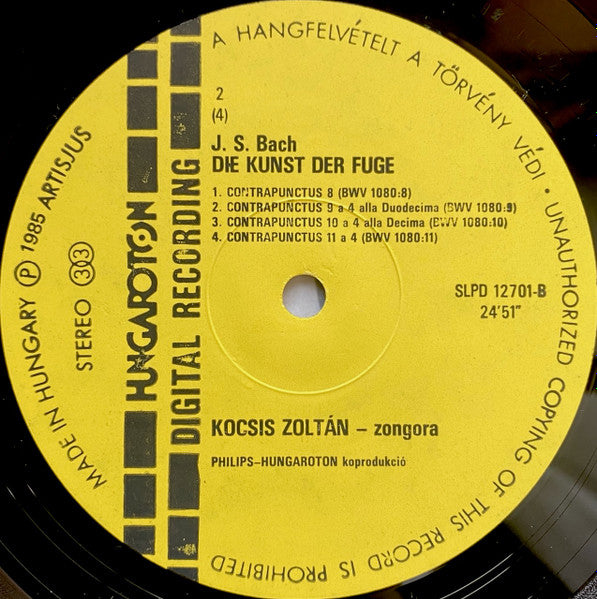 A HANGFELVÉTELT A TÖRVÉNY VÉDI • UNAUTHORIZED COPYING OF THIS RECORD IS PROHIBITED
MADE IN HUNGARY Ⓟ 1985 ARTISJUS
STEREO 33
HUNGAROTON
DIGITAL RECORDING
2
(4)
J. S. Bach
DIE KUNST DER FUGE
1. CONTRAPUNCTUS 8 (BWV 1080:8)
2. CONTRAPUNCTUS 9 a 4 alla Duodecima (BWV 1080:9)
3. CONTRAPUNCTUS 10 a 4 alla Decima (BWV 1080:10)
4. CONTRAPUNCTUS 11 a 4 (BWV 1080:11)
SLPD 12701-B
24'51"
KOCSIS ZOLTÁN – zongora
PHILIPS–HUNGAROTON koprodukció